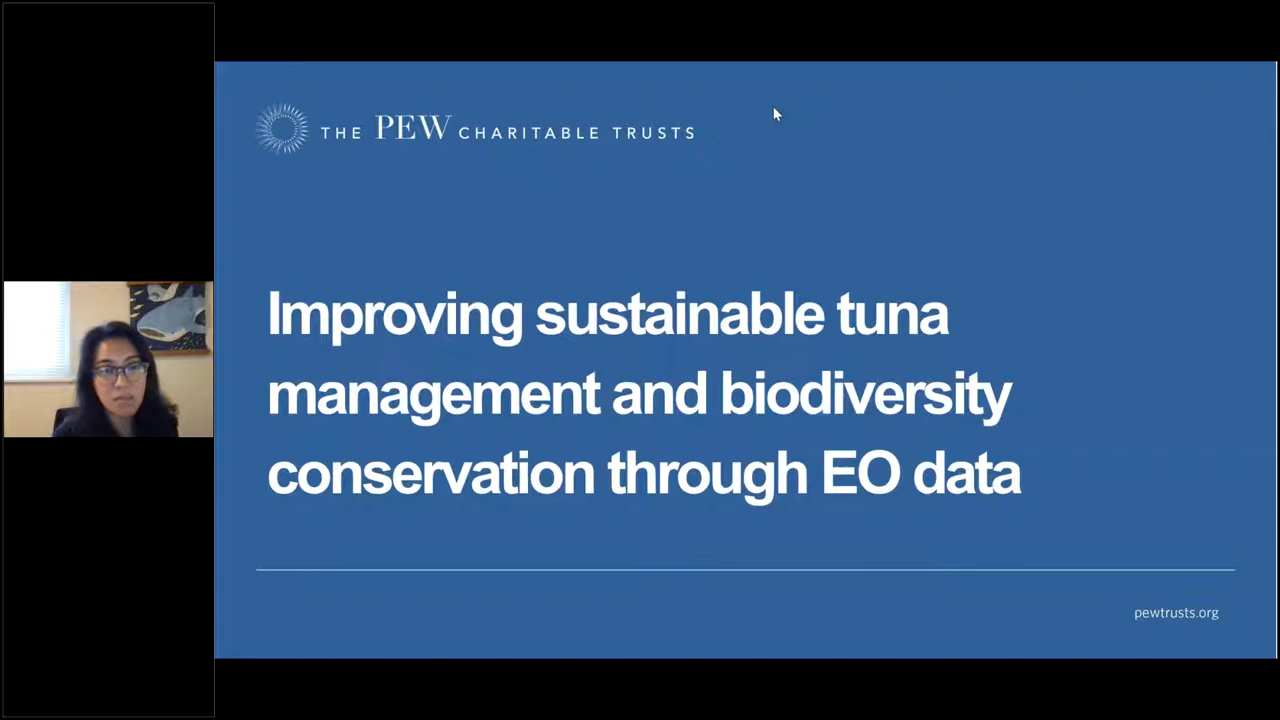 THE PEW CHARITABLE TRUSTS
Improving sustainable tuna
management and biodiversity
conservation through EO data
pewtrusts.org